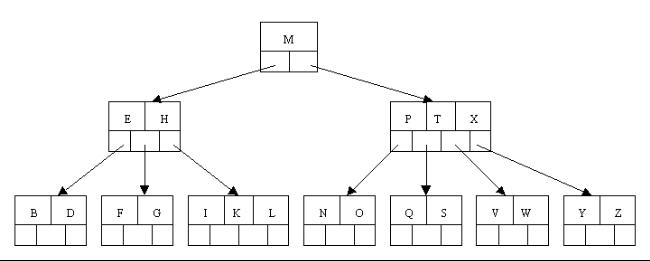 M
E H P T X
B D F G I K L N O Q S V W Y Z